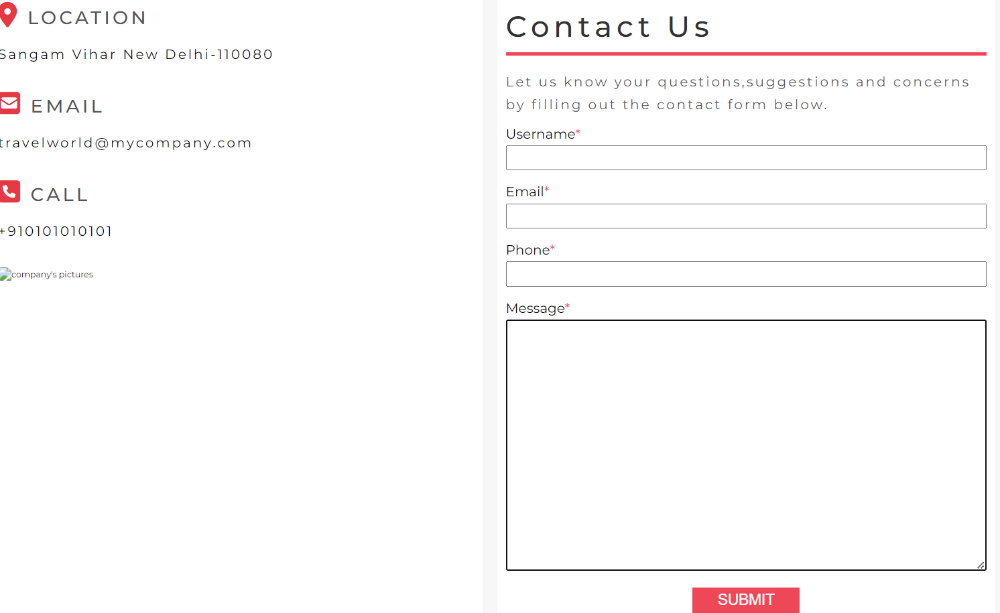 LOCATION
Sangam Vihar New Delhi-110080
EMAIL
travelworld@mycompany.com
CALL
+910101010101
company's pictures
Contact Us
Let us know your questions,suggestions and concerns
by filling out the contact form below.
Username*
Email*
Phone*
Message*
SUBMIT